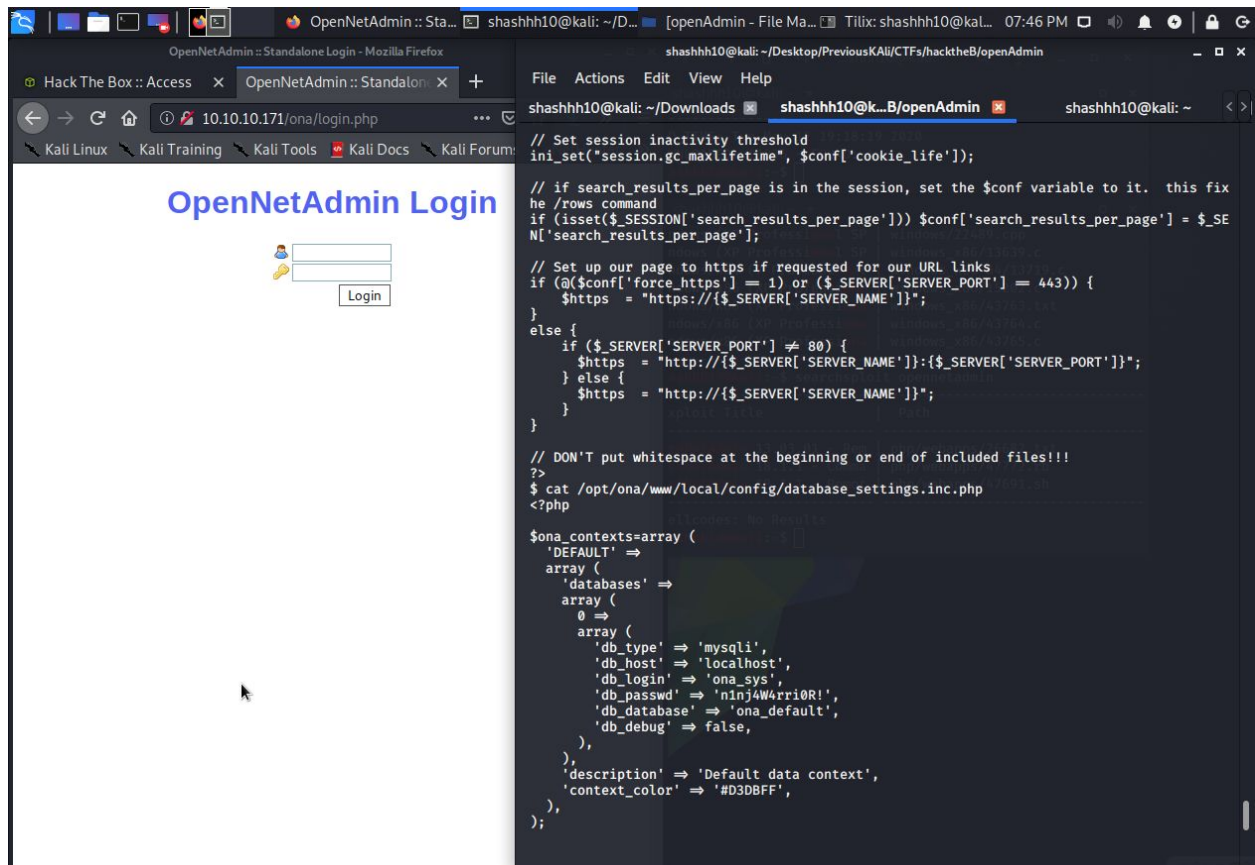 OpenNetAdmin :: Sta...
shashhh10@kali: ~/D...
[openAdmin - File Ma...
Tilix: shashhh10@kal...
07:46 PM
OpenNetAdmin :: Standalone Login - Mozilla Firefox
Hack The Box :: Access
OpenNetAdmin :: Standalon
10.10.10.171/ona/login.php
Kali Linux
Kali Training
Kali Tools
Kali Docs
Kali Forum
OpenNetAdmin Login
Login
shashhh10@kali: ~/Desktop/PreviousKAli/CTFs/hacktheB/openAdmin
File Actions Edit View Help
shashhh10@kali: ~/Downloads
shashhh10@k...B/openAdmin
shashhh10@kali: ~
// Set session inactivity threshold
ini_set("session.gc_maxlifetime", $conf['cookie_life']);
// if search_results_per_page is in the session, set the $conf variable to it.  this fix
he /rows command
if (isset($_SESSION['search_results_per_page'])) $conf['search_results_per_page'] = $_SE
N['search_results_per_page'];
// Set up our page to https if requested for our URL links
if (@($conf['force_https'] == 1) or ($_SERVER['SERVER_PORT'] == 443)) {
    $https  = "https://{$_SERVER['SERVER_NAME']}";
}
else {
    if ($_SERVER['SERVER_PORT'] != 80) {
      $https  = "http://{$_SERVER['SERVER_NAME']}:{$_SERVER['SERVER_PORT']}";
    } else {
      $https  = "http://{$_SERVER['SERVER_NAME']}";
    }
}
// DON'T put whitespace at the beginning or end of included files!!!
?>
$ cat /opt/ona/www/local/config/database_settings.inc.php
<?php
$ona_contexts=array (
  'DEFAULT' =>
  array (
    'databases' =>
    array (
      0 =>
      array (
        'db_type' => 'mysqli',
        'db_host' => 'localhost',
        'db_login' => 'ona_sys',
        'db_passwd' => 'n1nj4W4rri0R!',
        'db_database' => 'ona_default',
        'db_debug' => false,
      ),
    ),
    'description' => 'Default data context',
    'context_color' => '#D3DBFF',
  ),
);